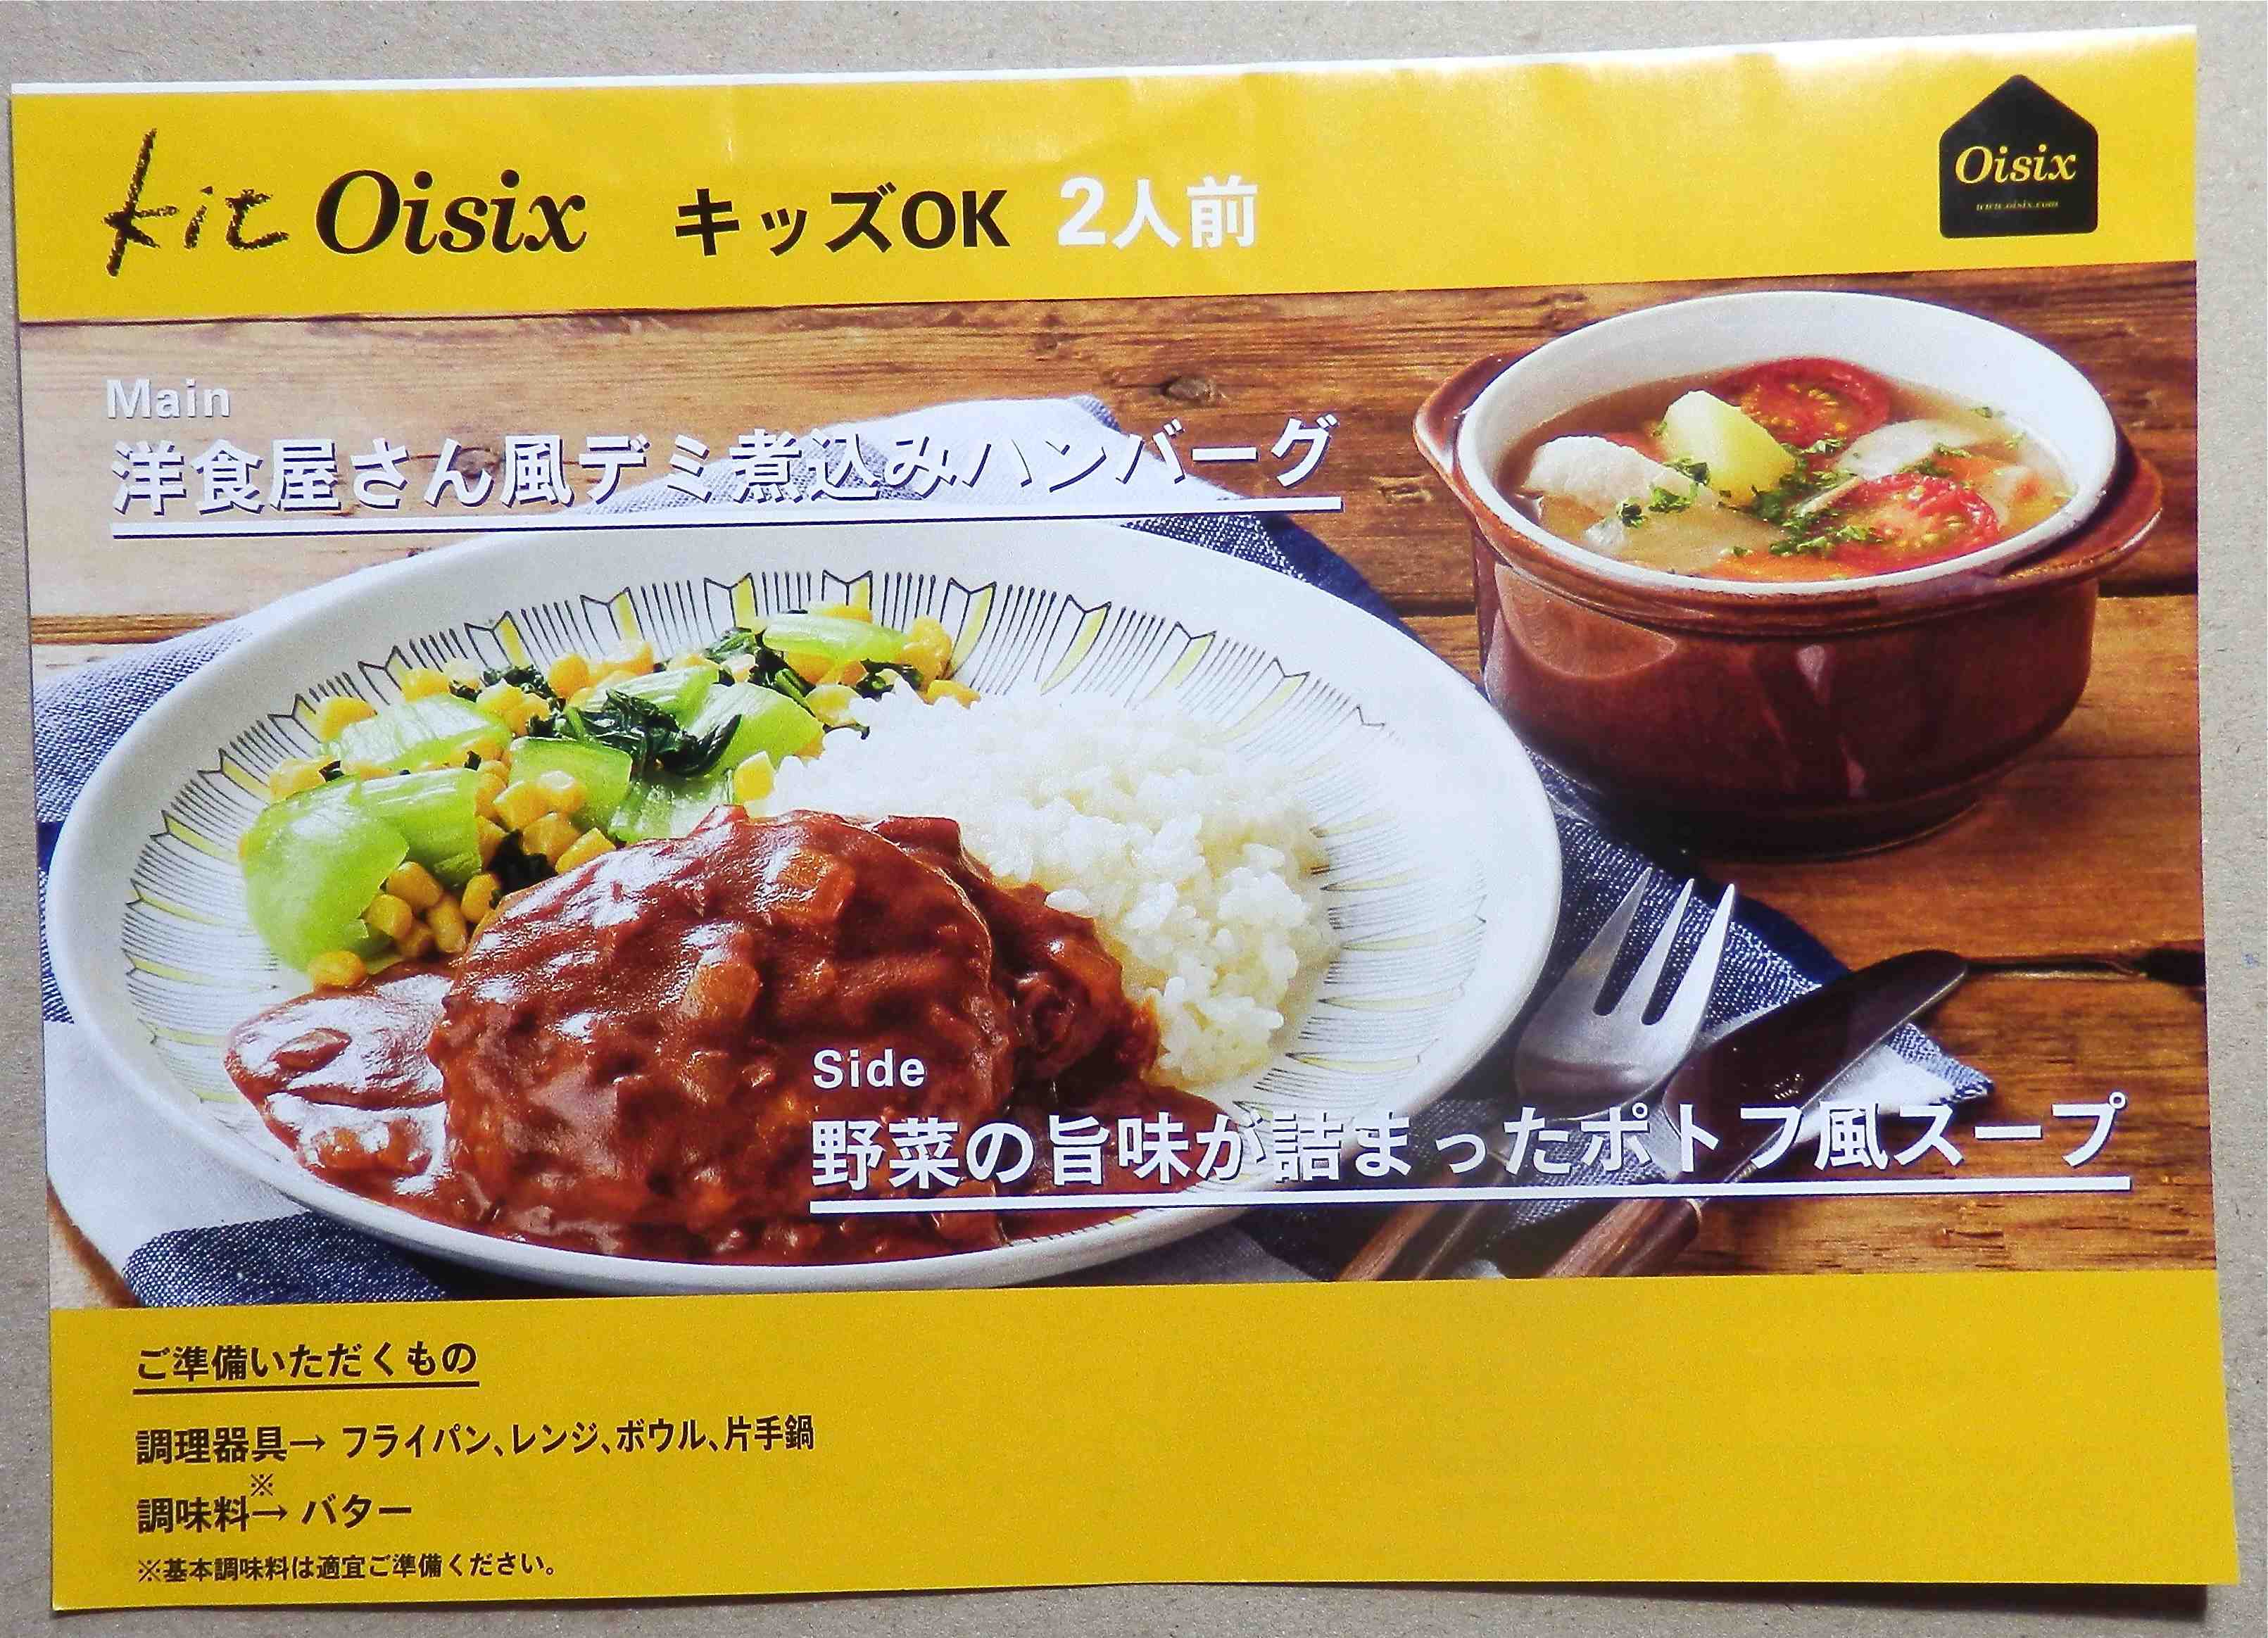 kit Oisix キッズOK 2人前
Oisix
www.oisix.com
Main
洋食屋さん風デミ煮込みハンバーグ
Side
野菜の旨味が詰まったポトフ風スープ
ご準備いただくもの
調理器具→ フライパン、レンジ、ボウル、片手鍋
※
調味料→ バター
※基本調味料は適宜ご準備ください。